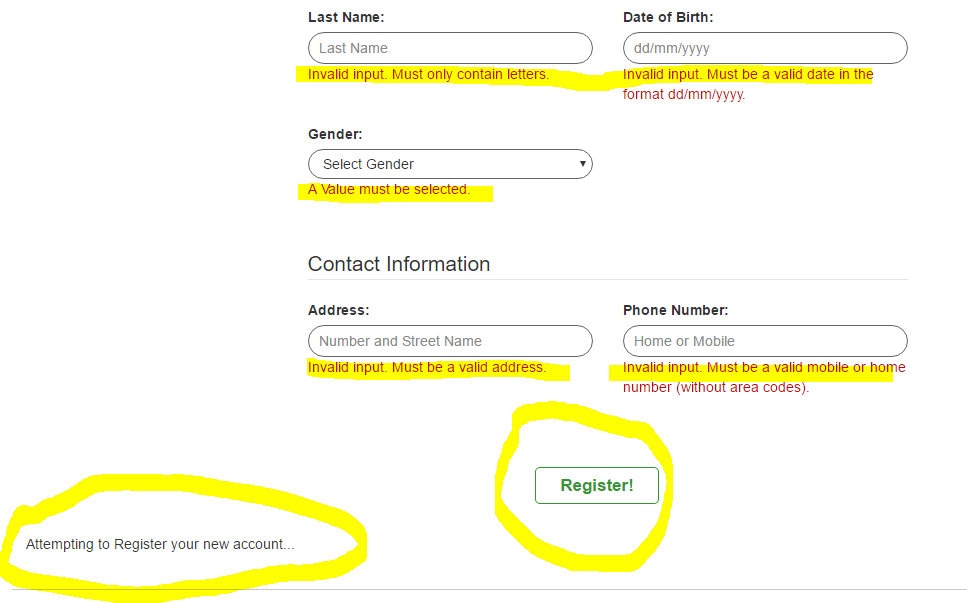 Last Name:
Date of Birth:
Last Name
dd/mm/yyyy
Invalid input. Must only contain letters.
Invalid input. Must be a valid date in the
format dd/mm/yyyy.
Gender:
Select Gender
A Value must be selected.
Contact Information
Address:
Phone Number:
Number and Street Name
Home or Mobile
Invalid input. Must be a valid address.
Invalid input. Must be a valid mobile or home
number (without area codes).
Register!
Attempting to Register your new account...